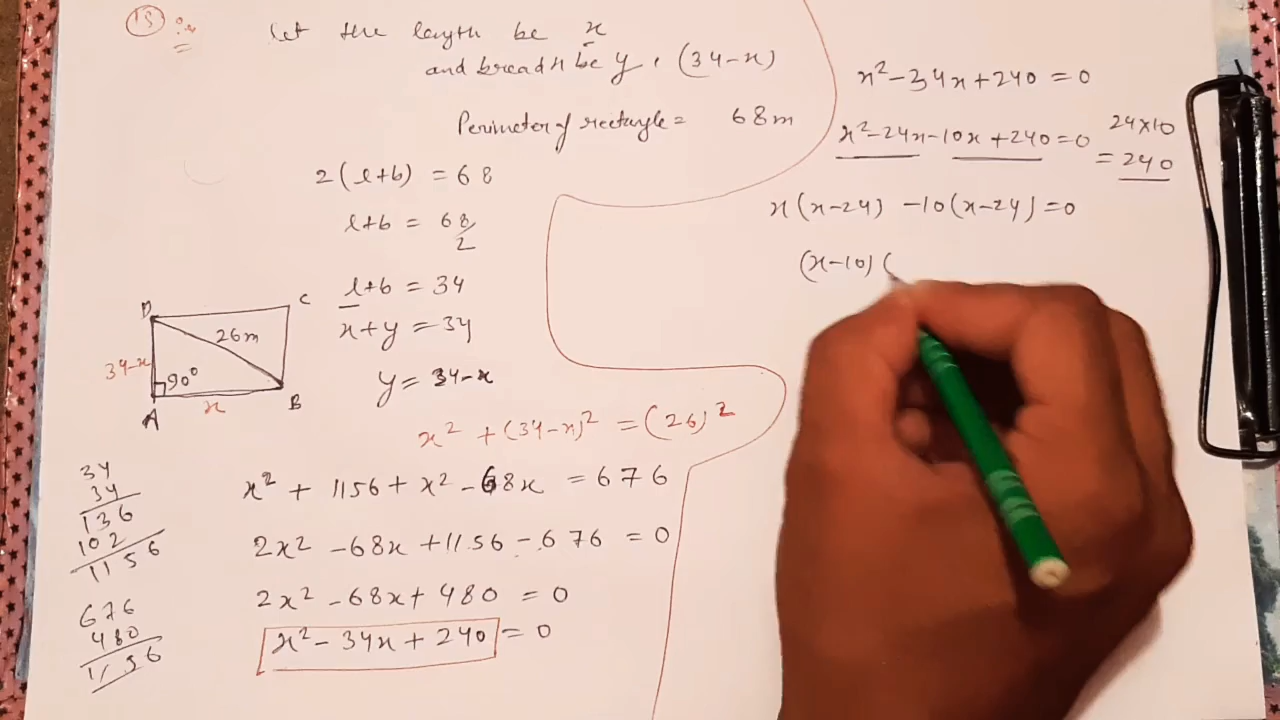 15
Let the length be x
and breadth be y, (34-x)
Perimeter of rectangle = 68m
2(l+b) = 68
l+b = 68/2
l+b = 34
x+y = 34
y = 34-x
D
C
26m
34-x
90°
A
x
B
x² + (34-x)² = (26)²
x² + 1156 + x² - 68x = 676
2x² - 68x + 1156 - 676 = 0
2x² - 68x + 480 = 0
x² - 34x + 240 = 0
34
34
136
102
1156
676
480
1156
x² - 34x + 240 = 0
x² - 24x - 10x + 240 = 0
24×10
= 240
x(x-24) -10(x-24) = 0
(x-10) (